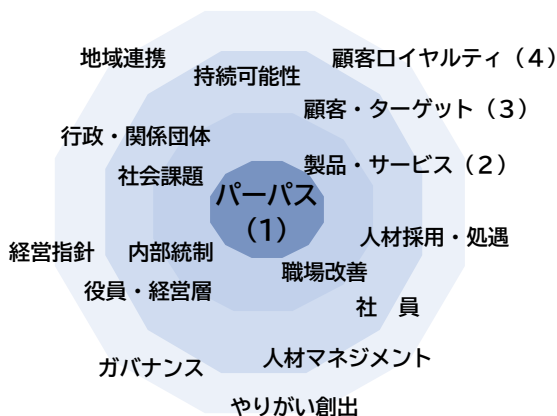 地域連携
顧客ロイヤルティ（４）
持続可能性
顧客・ターゲット（３）
行政・関係団体
製品・サービス（２）
社会課題
パーパス
（１）
人材採用・処遇
経営指針
内部統制
職場改善
役員・経営層
社　員
人材マネジメント
ガバナンス
やりがい創出